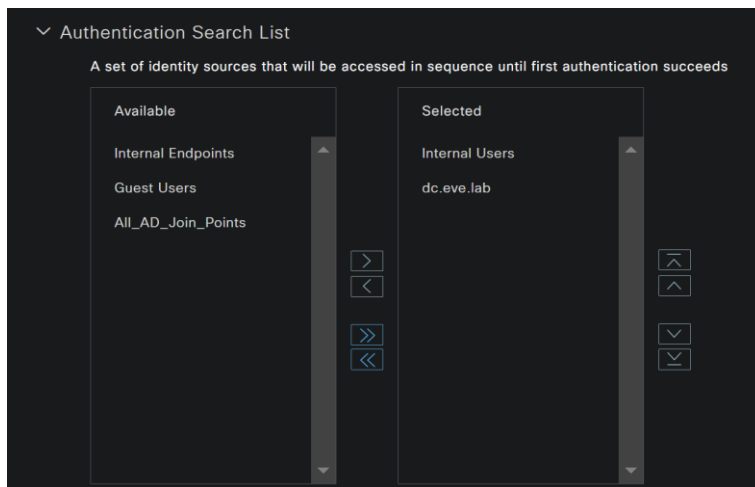 Authentication Search List
A set of identity sources that will be accessed in sequence until first authentication succeeds
Available
Internal Endpoints
Guest Users
All_AD_Join_Points
Selected
Internal Users
dc.eve.lab